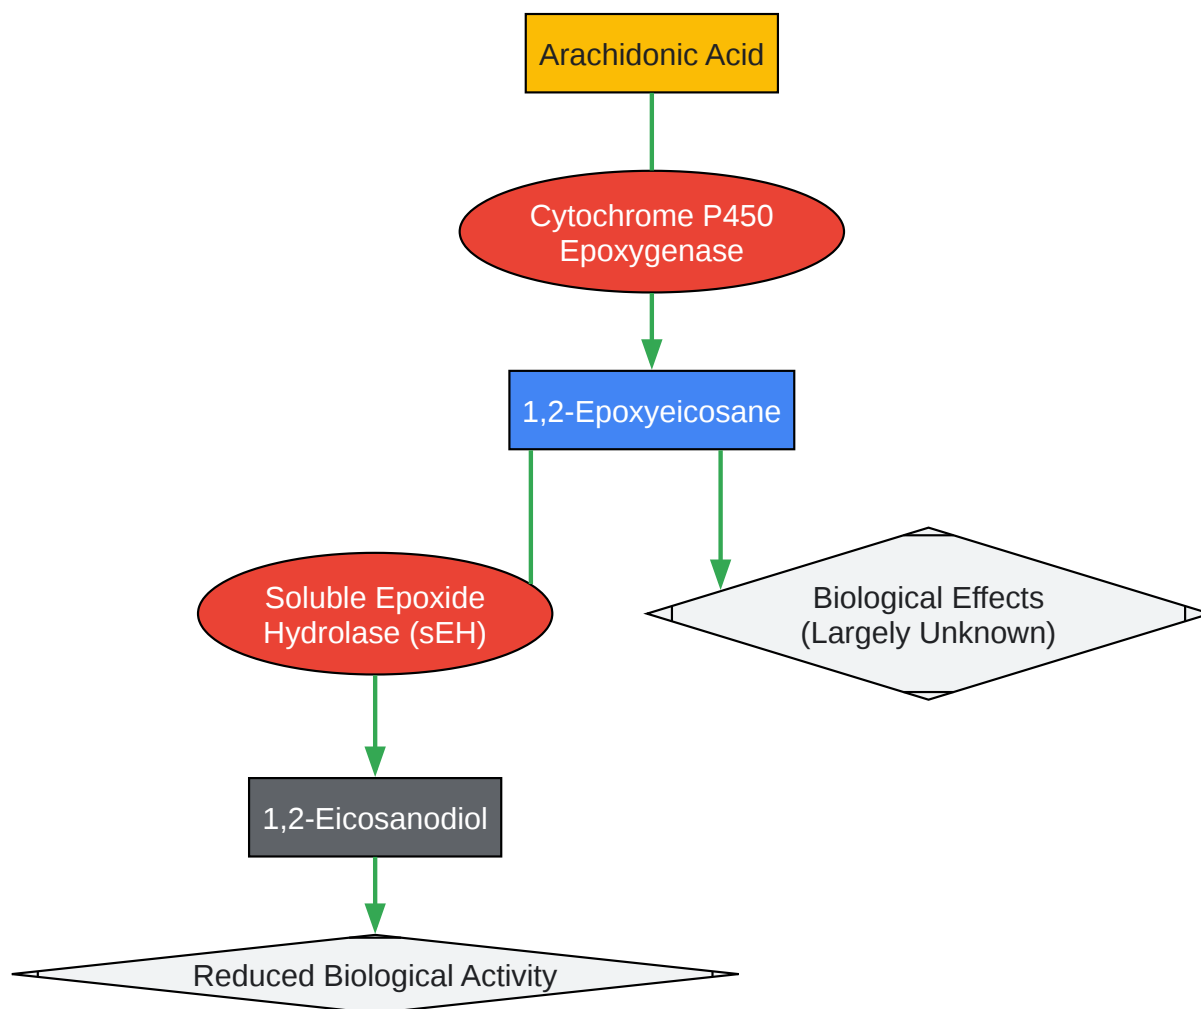 Arachidonic Acid
Cytochrome P450
Epoxygenase
1,2-Epoxyeicosane
Soluble Epoxide
Hydrolase (sEH)
Biological Effects
(Largely Unknown)
1,2-Eicosanodiol
Reduced Biological Activity